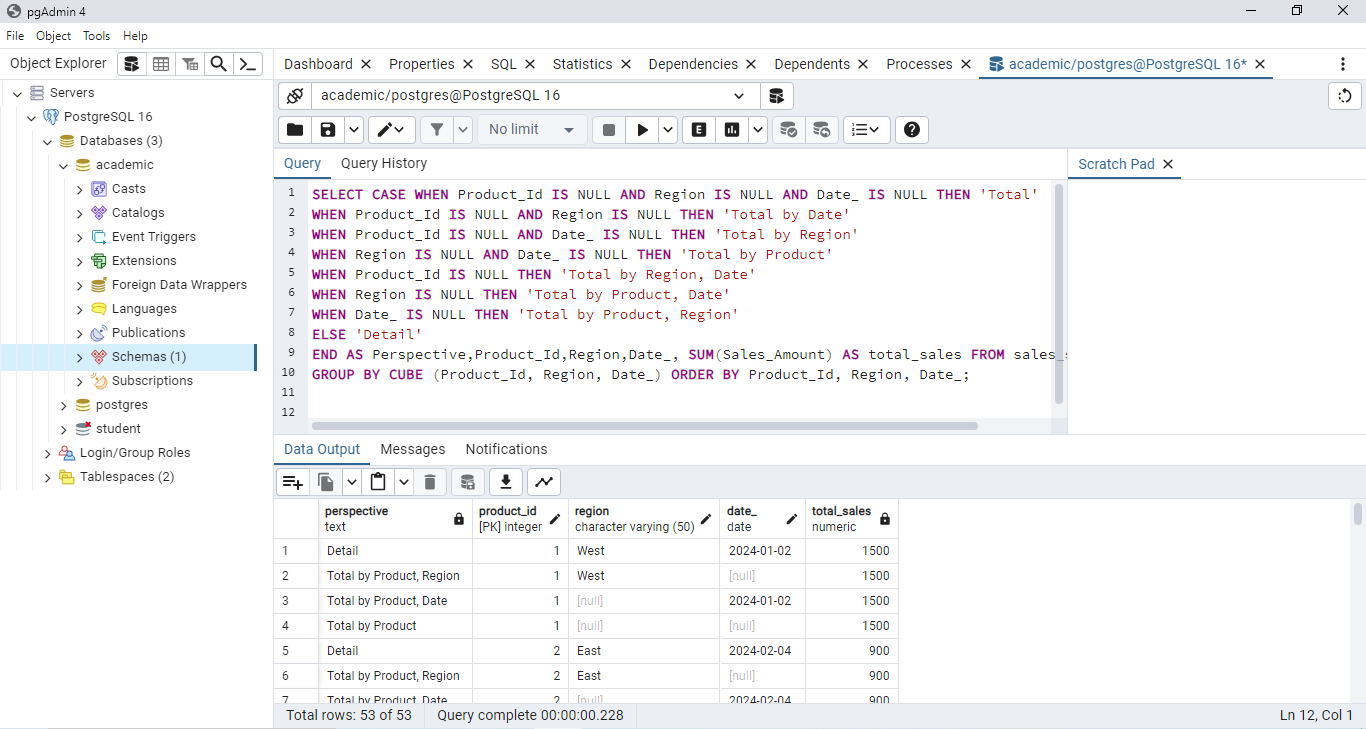 pgAdmin 4
File Object Tools Help
Object Explorer
Dashboard Properties SQL Statistics Dependencies Dependents Processes academic/postgres@PostgreSQL 16*
Servers
PostgreSQL 16
Databases (3)
academic
Casts
Catalogs
Event Triggers
Extensions
Foreign Data Wrappers
Languages
Publications
Schemas (1)
Subscriptions
postgres
student
Login/Group Roles
Tablespaces (2)
academic/postgres@PostgreSQL 16
No limit
E
Query Query History
Scratch Pad
1 SELECT CASE WHEN Product_Id IS NULL AND Region IS NULL AND Date_ IS NULL THEN 'Total'
2 WHEN Product_Id IS NULL AND Region IS NULL THEN 'Total by Date'
3 WHEN Product_Id IS NULL AND Date_ IS NULL THEN 'Total by Region'
4 WHEN Region IS NULL AND Date_ IS NULL THEN 'Total by Product'
5 WHEN Product_Id IS NULL THEN 'Total by Region, Date'
6 WHEN Region IS NULL THEN 'Total by Product, Date'
7 WHEN Date_ IS NULL THEN 'Total by Product, Region'
8 ELSE 'Detail'
9 END AS Perspective,Product_Id,Region,Date_, SUM(Sales_Amount) AS total_sales FROM sales_
10 GROUP BY CUBE (Product_Id, Region, Date_) ORDER BY Product_Id, Region, Date_;
11
12
Data Output Messages Notifications
perspective product_id region date_ total_sales
text [PK] integer character varying (50) date numeric
1 Detail 1 West 2024-01-02 1500
2 Total by Product, Region 1 West [null] 1500
3 Total by Product, Date 1 [null] 2024-01-02 1500
4 Total by Product 1 [null] [null] 1500
5 Detail 2 East 2024-02-04 900
6 Total by Product, Region 2 East [null] 900
7 Total by Product, Date 2 [null] 2024-02-04 900
Total rows: 53 of 53 Query complete 00:00:00.228 Ln 12, Col 1